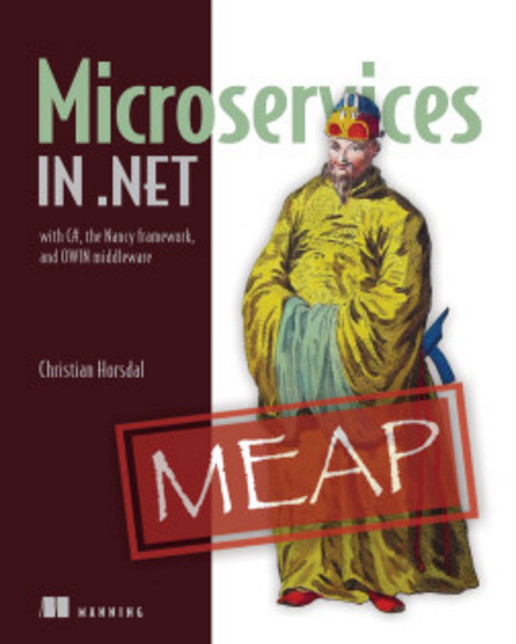 Microservices
IN .NET
with C#, the Nancy framework,
and OWIN middleware
Christian Horsdal
MEAP
MANNING